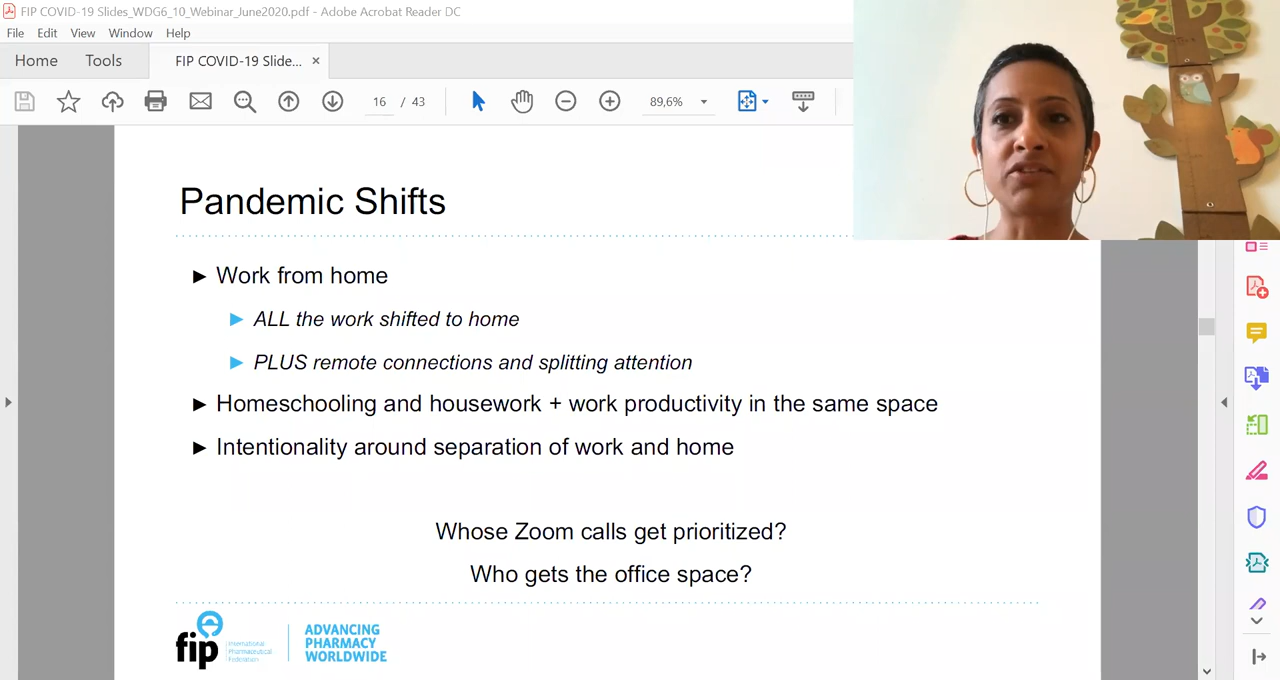 FIP COVID-19 Slides_WDG6_10_Webinar_June2020.pdf - Adobe Acrobat Reader DC
File Edit View Window Help
Home Tools FIP COVID-19 Slide... ×
16 / 43 89,6%
Pandemic Shifts
► Work from home
► ALL the work shifted to home
► PLUS remote connections and splitting attention
► Homeschooling and housework + work productivity in the same space
► Intentionality around separation of work and home
Whose Zoom calls get prioritized?
Who gets the office space?
fip
International
Pharmaceutical
Federation
ADVANCING
PHARMACY
WORLDWIDE